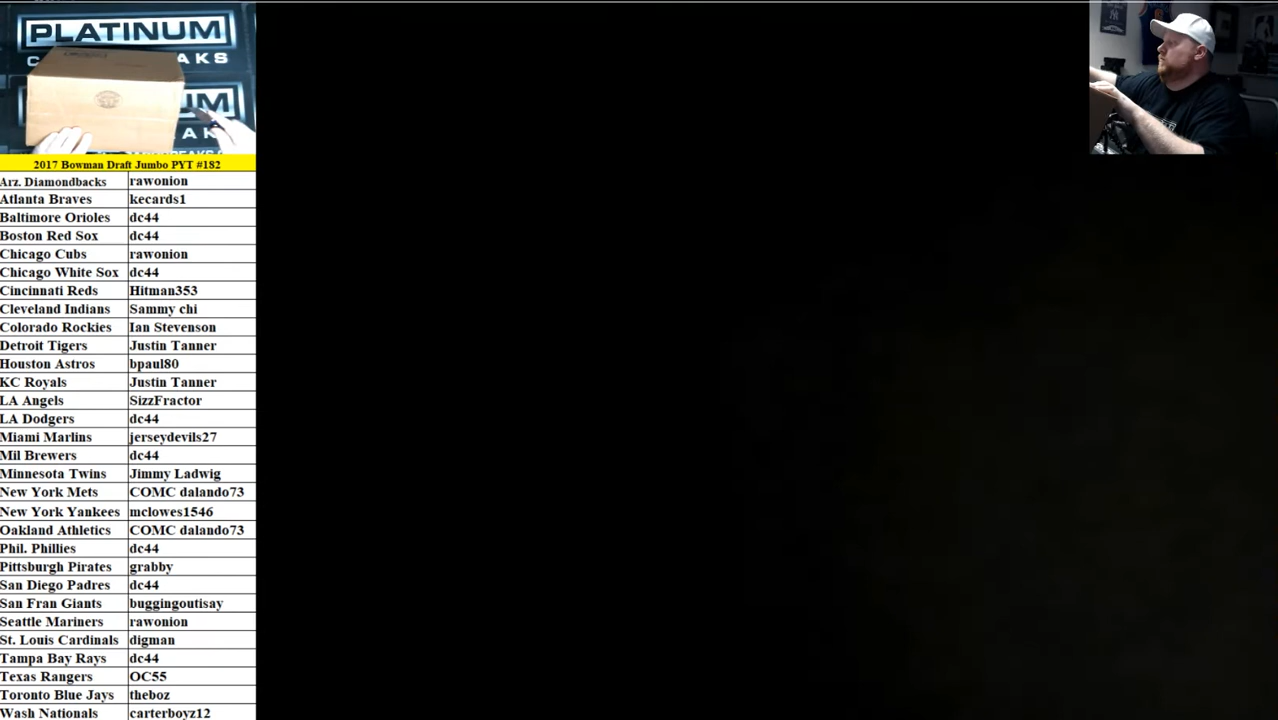 PLATINUM
AKS
UM
AK
2017 Bowman Draft Jumbo PYT #182
Arz. Diamondbacks rawonion
Atlanta Braves kecards1
Baltimore Orioles dc44
Boston Red Sox dc44
Chicago Cubs rawonion
Chicago White Sox dc44
Cincinnati Reds Hitman353
Cleveland Indians Sammy chi
Colorado Rockies Ian Stevenson
Detroit Tigers Justin Tanner
Houston Astros bpaul80
KC Royals Justin Tanner
LA Angels SizzFractor
LA Dodgers dc44
Miami Marlins jerseydevils27
Mil Brewers dc44
Minnesota Twins Jimmy Ladwig
New York Mets COMC dalando73
New York Yankees mclowes1546
Oakland Athletics COMC dalando73
Phil. Phillies dc44
Pittsburgh Pirates grabby
San Diego Padres dc44
San Fran Giants buggingoutisay
Seattle Mariners rawonion
St. Louis Cardinals digman
Tampa Bay Rays dc44
Texas Rangers OC55
Toronto Blue Jays theboz
Wash Nationals carterboyz12